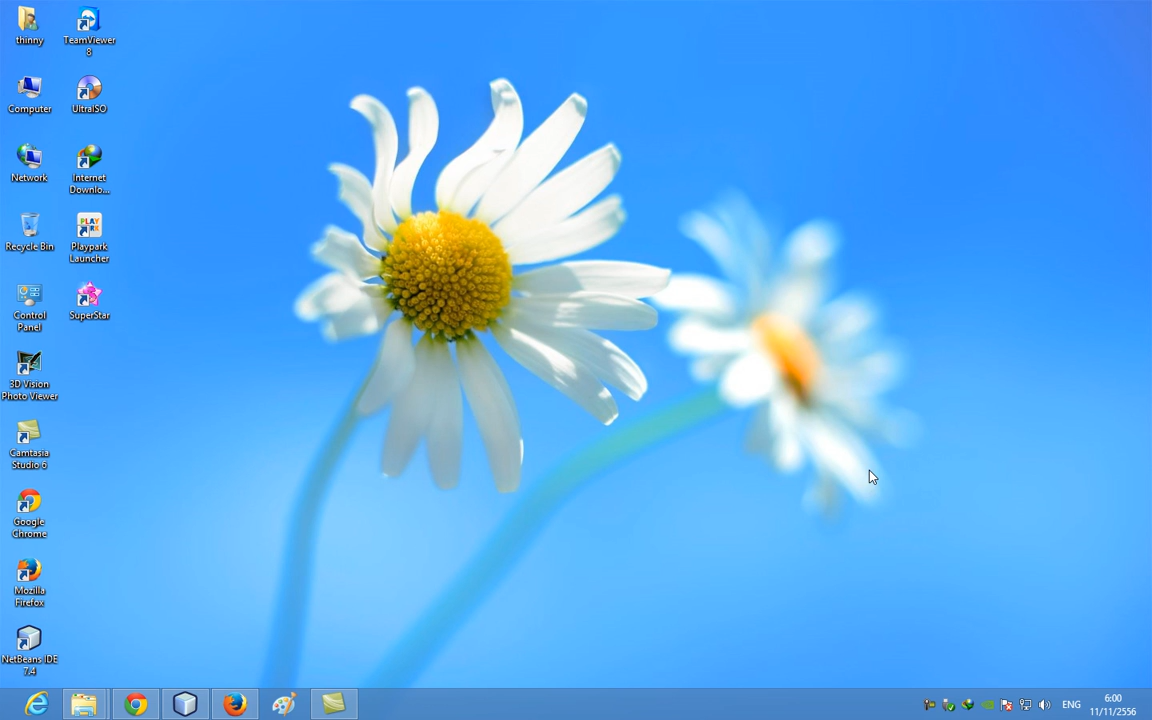 thinny
TeamViewer
8
Computer
UltraISO
Network
Internet
Downlo...
Recycle Bin
PLAY
Playpark
Launcher
Control
Panel
SuperStar
3D Vision
Photo Viewer
Camtasia
Studio 6
Google
Chrome
Mozilla
Firefox
NetBeans IDE
7.4
ENG
6:00
11/11/2556